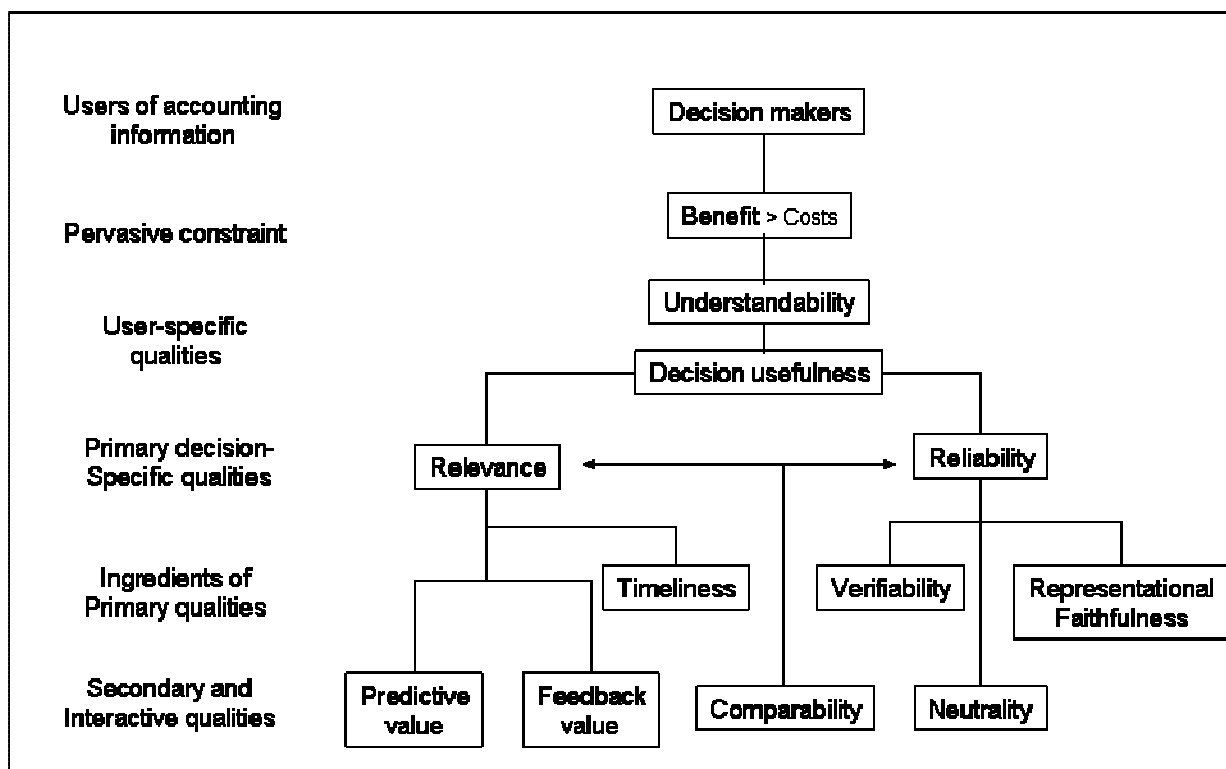 Users of accounting
information
Decision makers
Pervasive constraint
Benefit > Costs
User-specific
qualities
Understandability
Decision usefulness
Primary decision-
Specific qualities
Relevance
Reliability
Ingredients of
Primary qualities
Timeliness
Verifiability
Representational
Faithfulness
Secondary and
Interactive qualities
Predictive
value
Feedback
value
Comparability
Neutrality